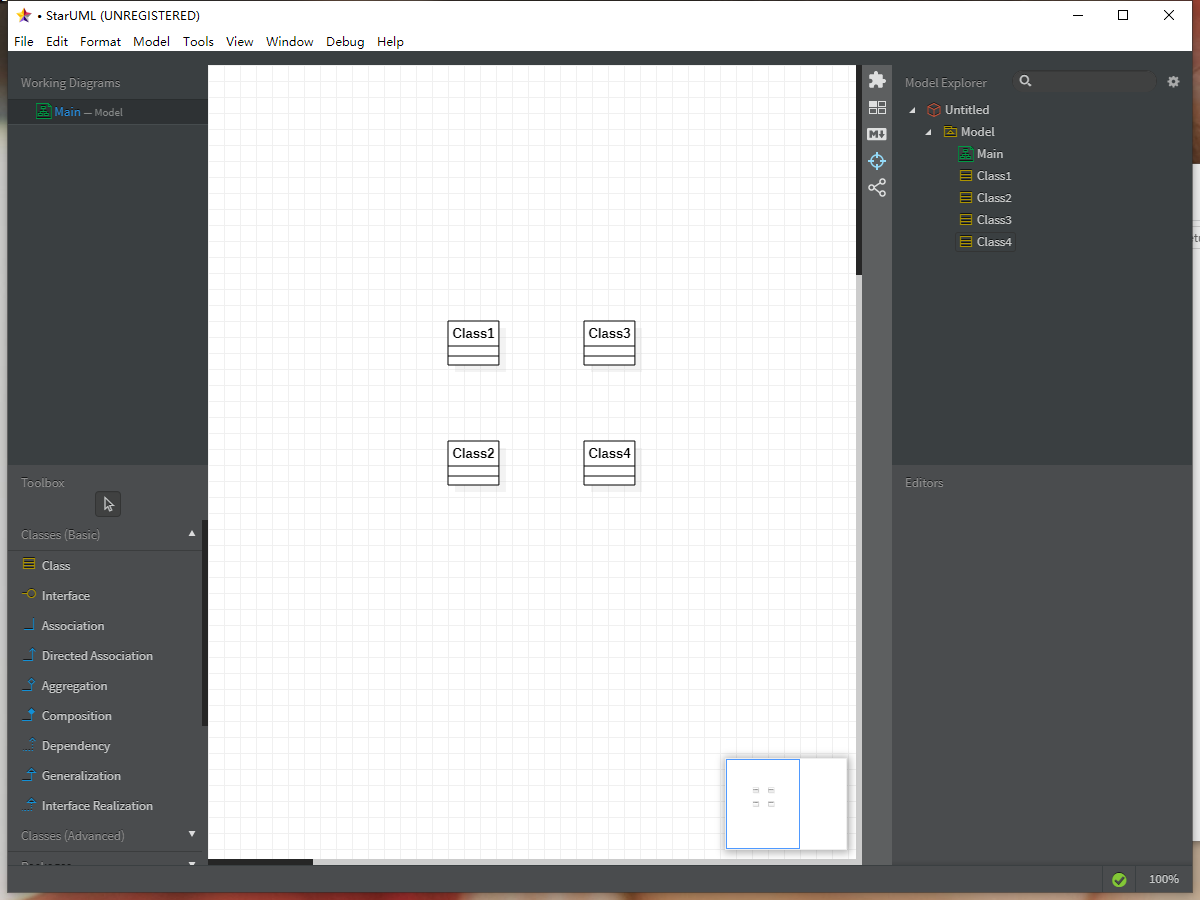 • StarUML (UNREGISTERED)
File Edit Format Model Tools View Window Debug Help
Working Diagrams
Main — Model
Toolbox
Classes (Basic)
Class
Interface
Association
Directed Association
Aggregation
Composition
Dependency
Generalization
Interface Realization
Classes (Advanced)
Class1
Class3
Class2
Class4
Model Explorer
Untitled
Model
Main
Class1
Class2
Class3
Class4
Editors
100%